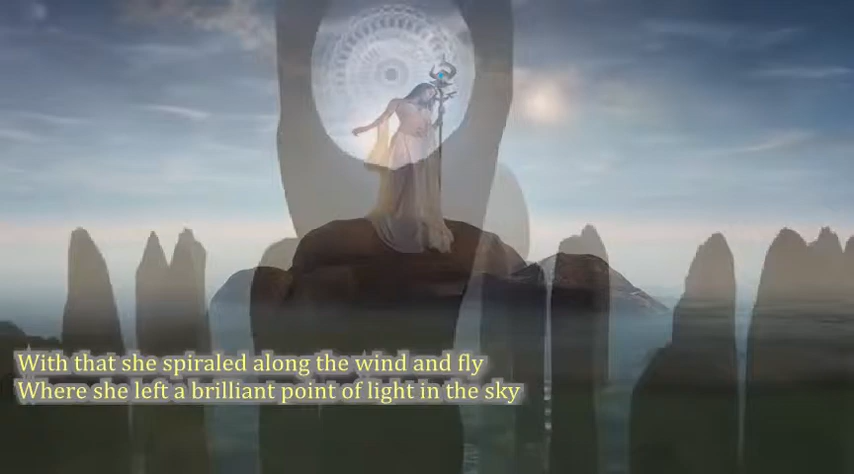 With that she spiraled along the wind and fly
Where she left a brilliant point of light in the sky